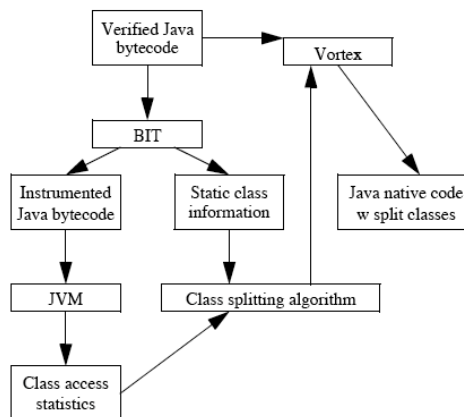 Verified Java
bytecode
Vortex
BIT
Instrumented
Java bytecode
Static class
information
Java native code
w split classes
JVM
Class splitting algorithm
Class access
statistics